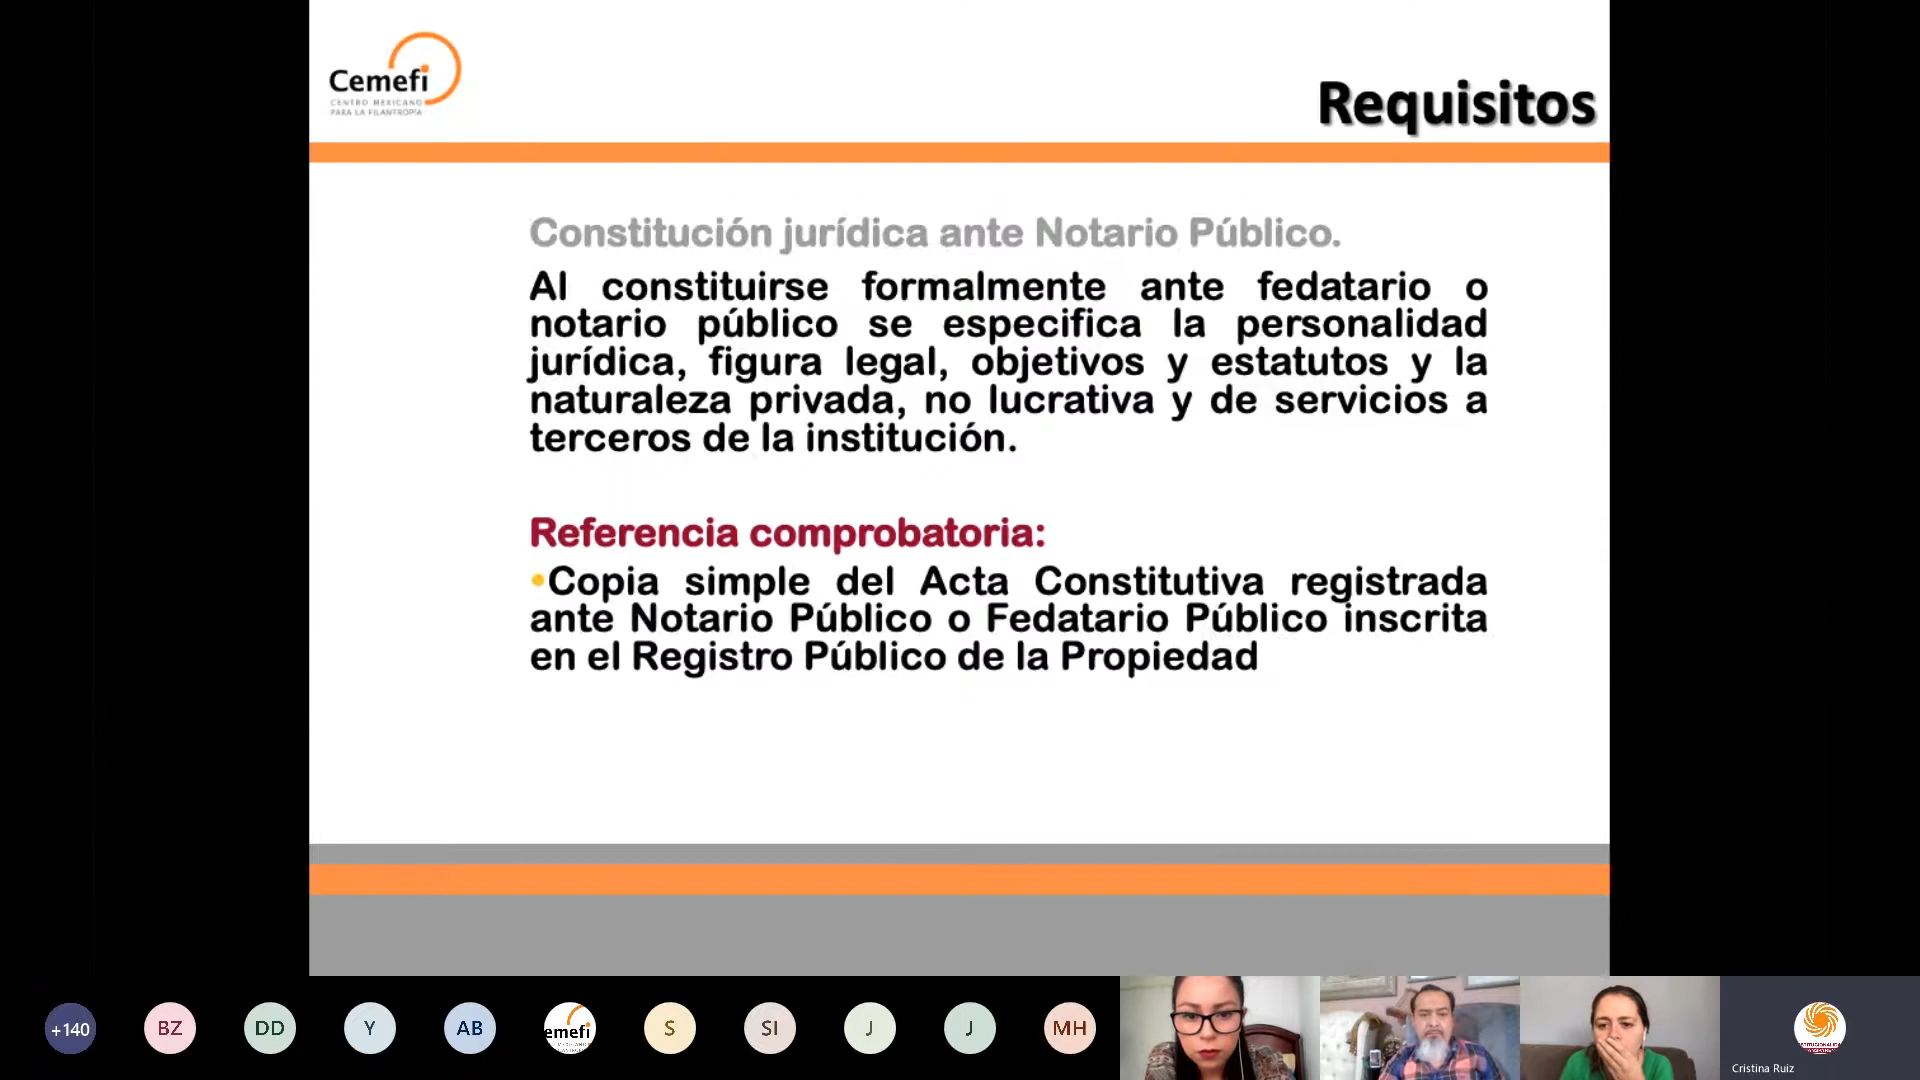 Cemefi
CENTRO MEXICANO
PARA LA FILANTROPÍA
Requisitos
Constitución jurídica ante Notario Público.
Al constituirse formalmente ante fedatario o
notario público se especifica la personalidad
jurídica, figura legal, objetivos y estatutos y la
naturaleza privada, no lucrativa y de servicios a
terceros de la institución.
Referencia comprobatoria:
•Copia simple del Acta Constitutiva registrada
ante Notario Público o Fedatario Público inscrita
en el Registro Público de la Propiedad
+140
BZ
DD
Y
AB
emefi
S
SI
J
J
MH
Cristina Ruiz